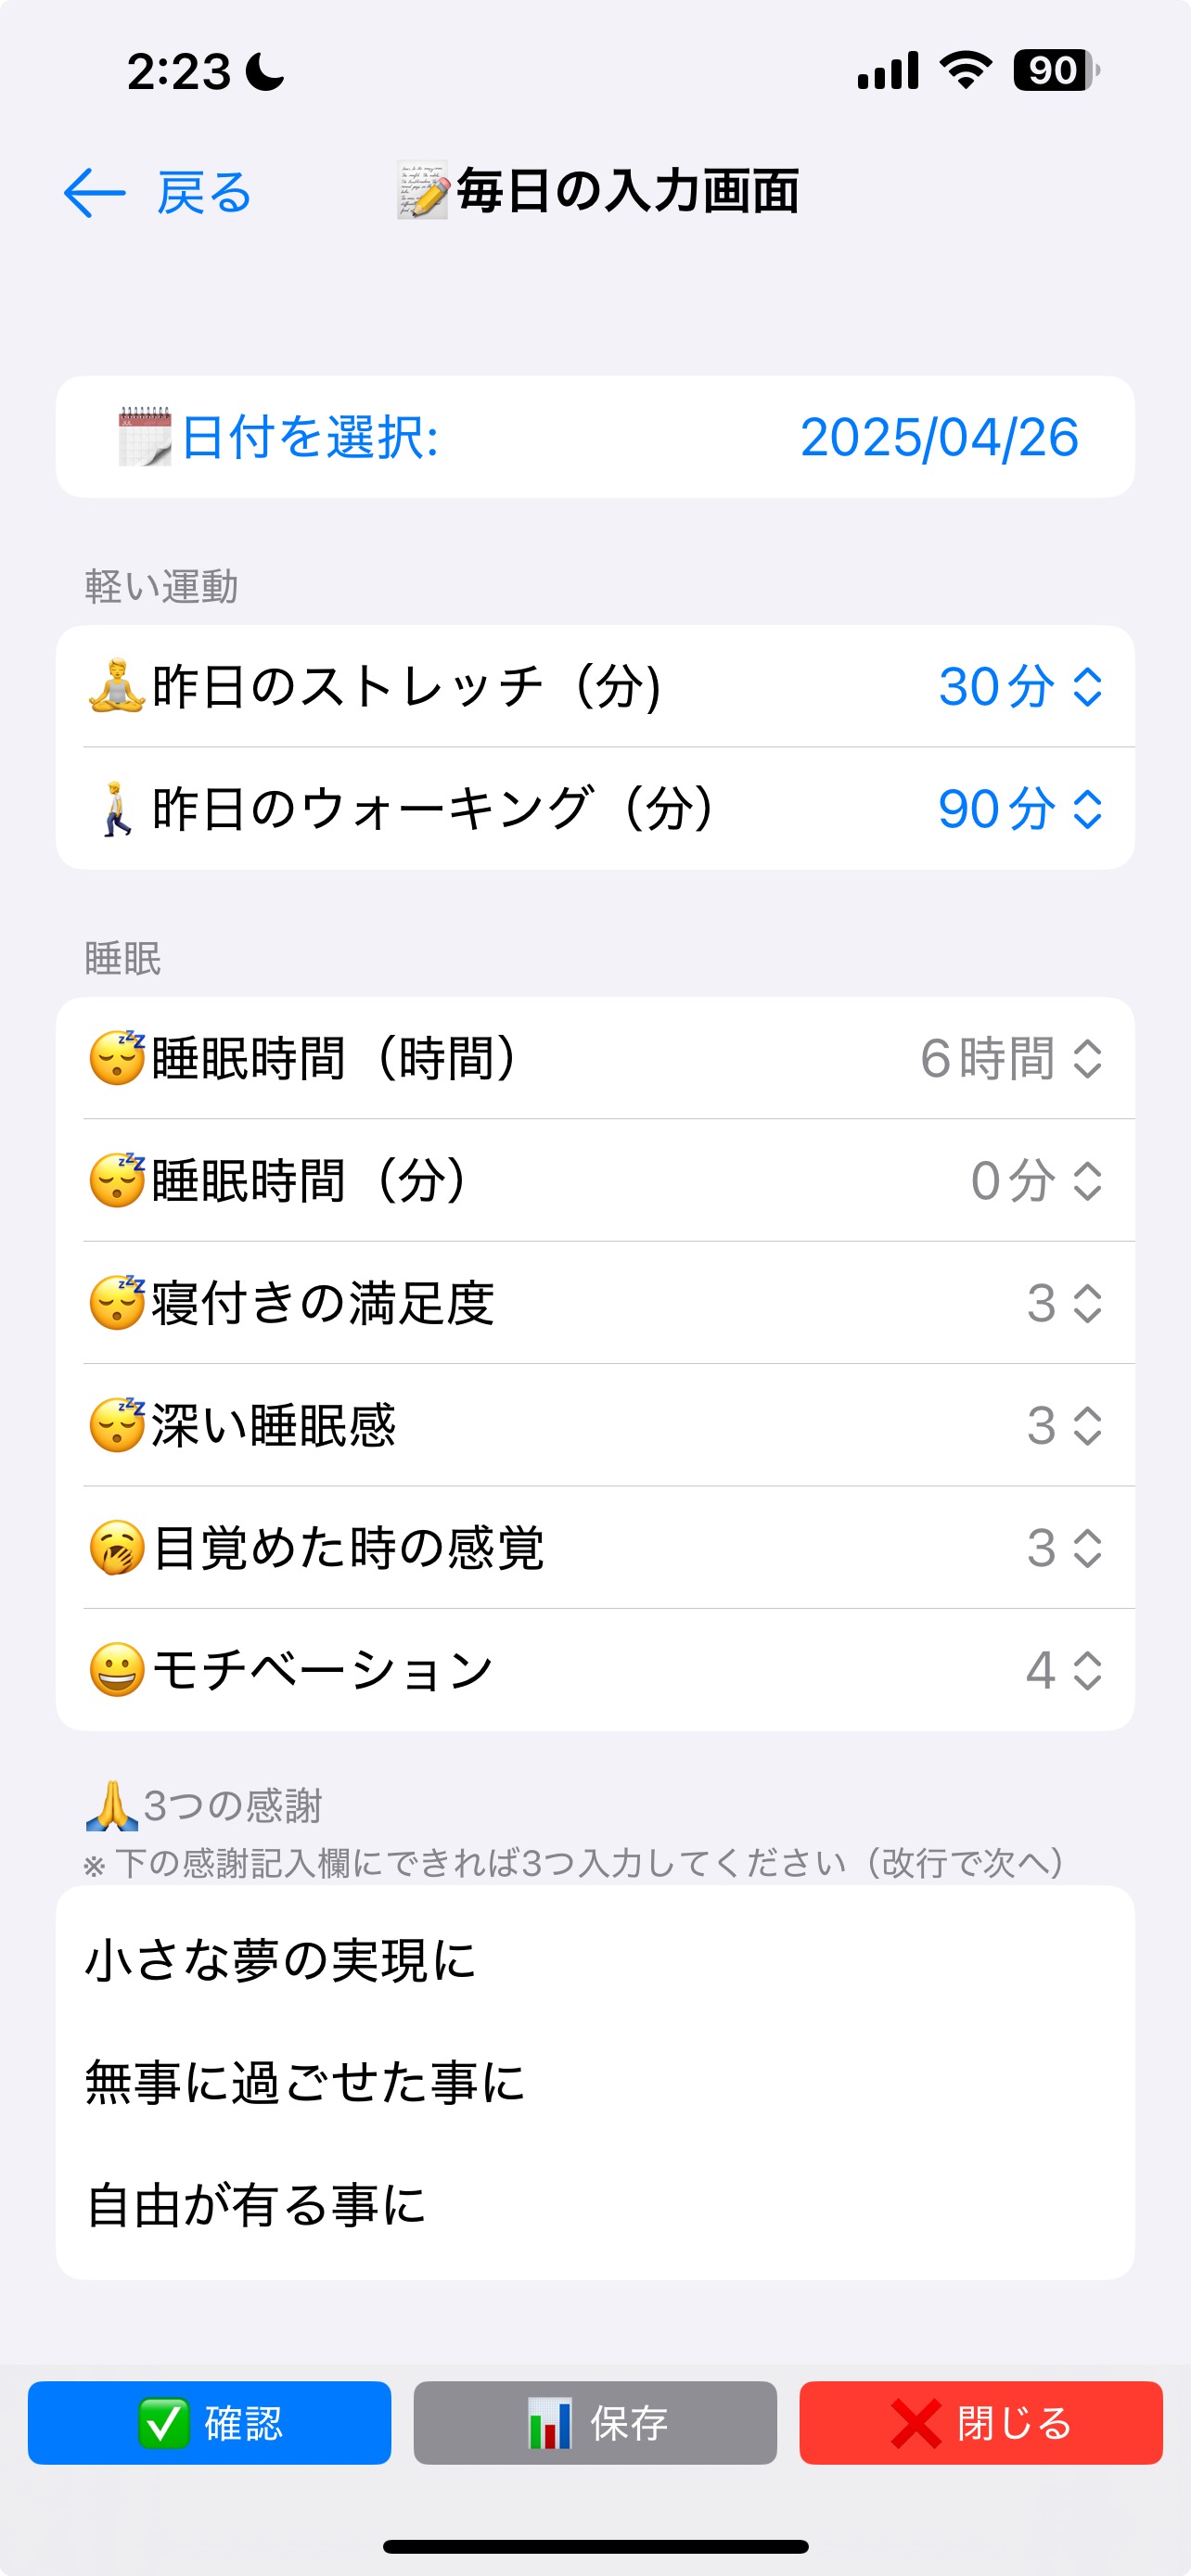 2:23
90
戻る
毎日の入力画面
日付を選択: 2025/04/26
軽い運動
昨日のストレッチ（分) 30分
昨日のウォーキング（分） 90分
睡眠
睡眠時間（時間） 6時間
睡眠時間（分） 0分
寝付きの満足度 3
深い睡眠感 3
目覚めた時の感覚 3
モチベーション 4
🙏3つの感謝
※下の感謝記入欄にできれば3つ入力してください（改行で次へ）
小さな夢の実現に
無事に過ごせた事に
自由が有る事に
✅ 確認
📊 保存
❌ 閉じる